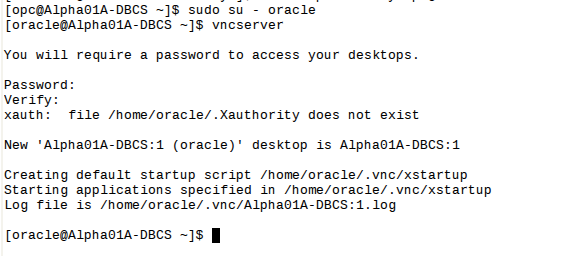 [opc@Alpha01A-DBCS ~]$ sudo su - oracle
[oracle@Alpha01A-DBCS ~]$ vncserver
You will require a password to access your desktops.
Password:
Verify:
xauth:  file /home/oracle/.Xauthority does not exist
New 'Alpha01A-DBCS:1 (oracle)' desktop is Alpha01A-DBCS:1
Creating default startup script /home/oracle/.vnc/xstartup
Starting applications specified in /home/oracle/.vnc/xstartup
Log file is /home/oracle/.vnc/Alpha01A-DBCS:1.log
[oracle@Alpha01A-DBCS ~]$